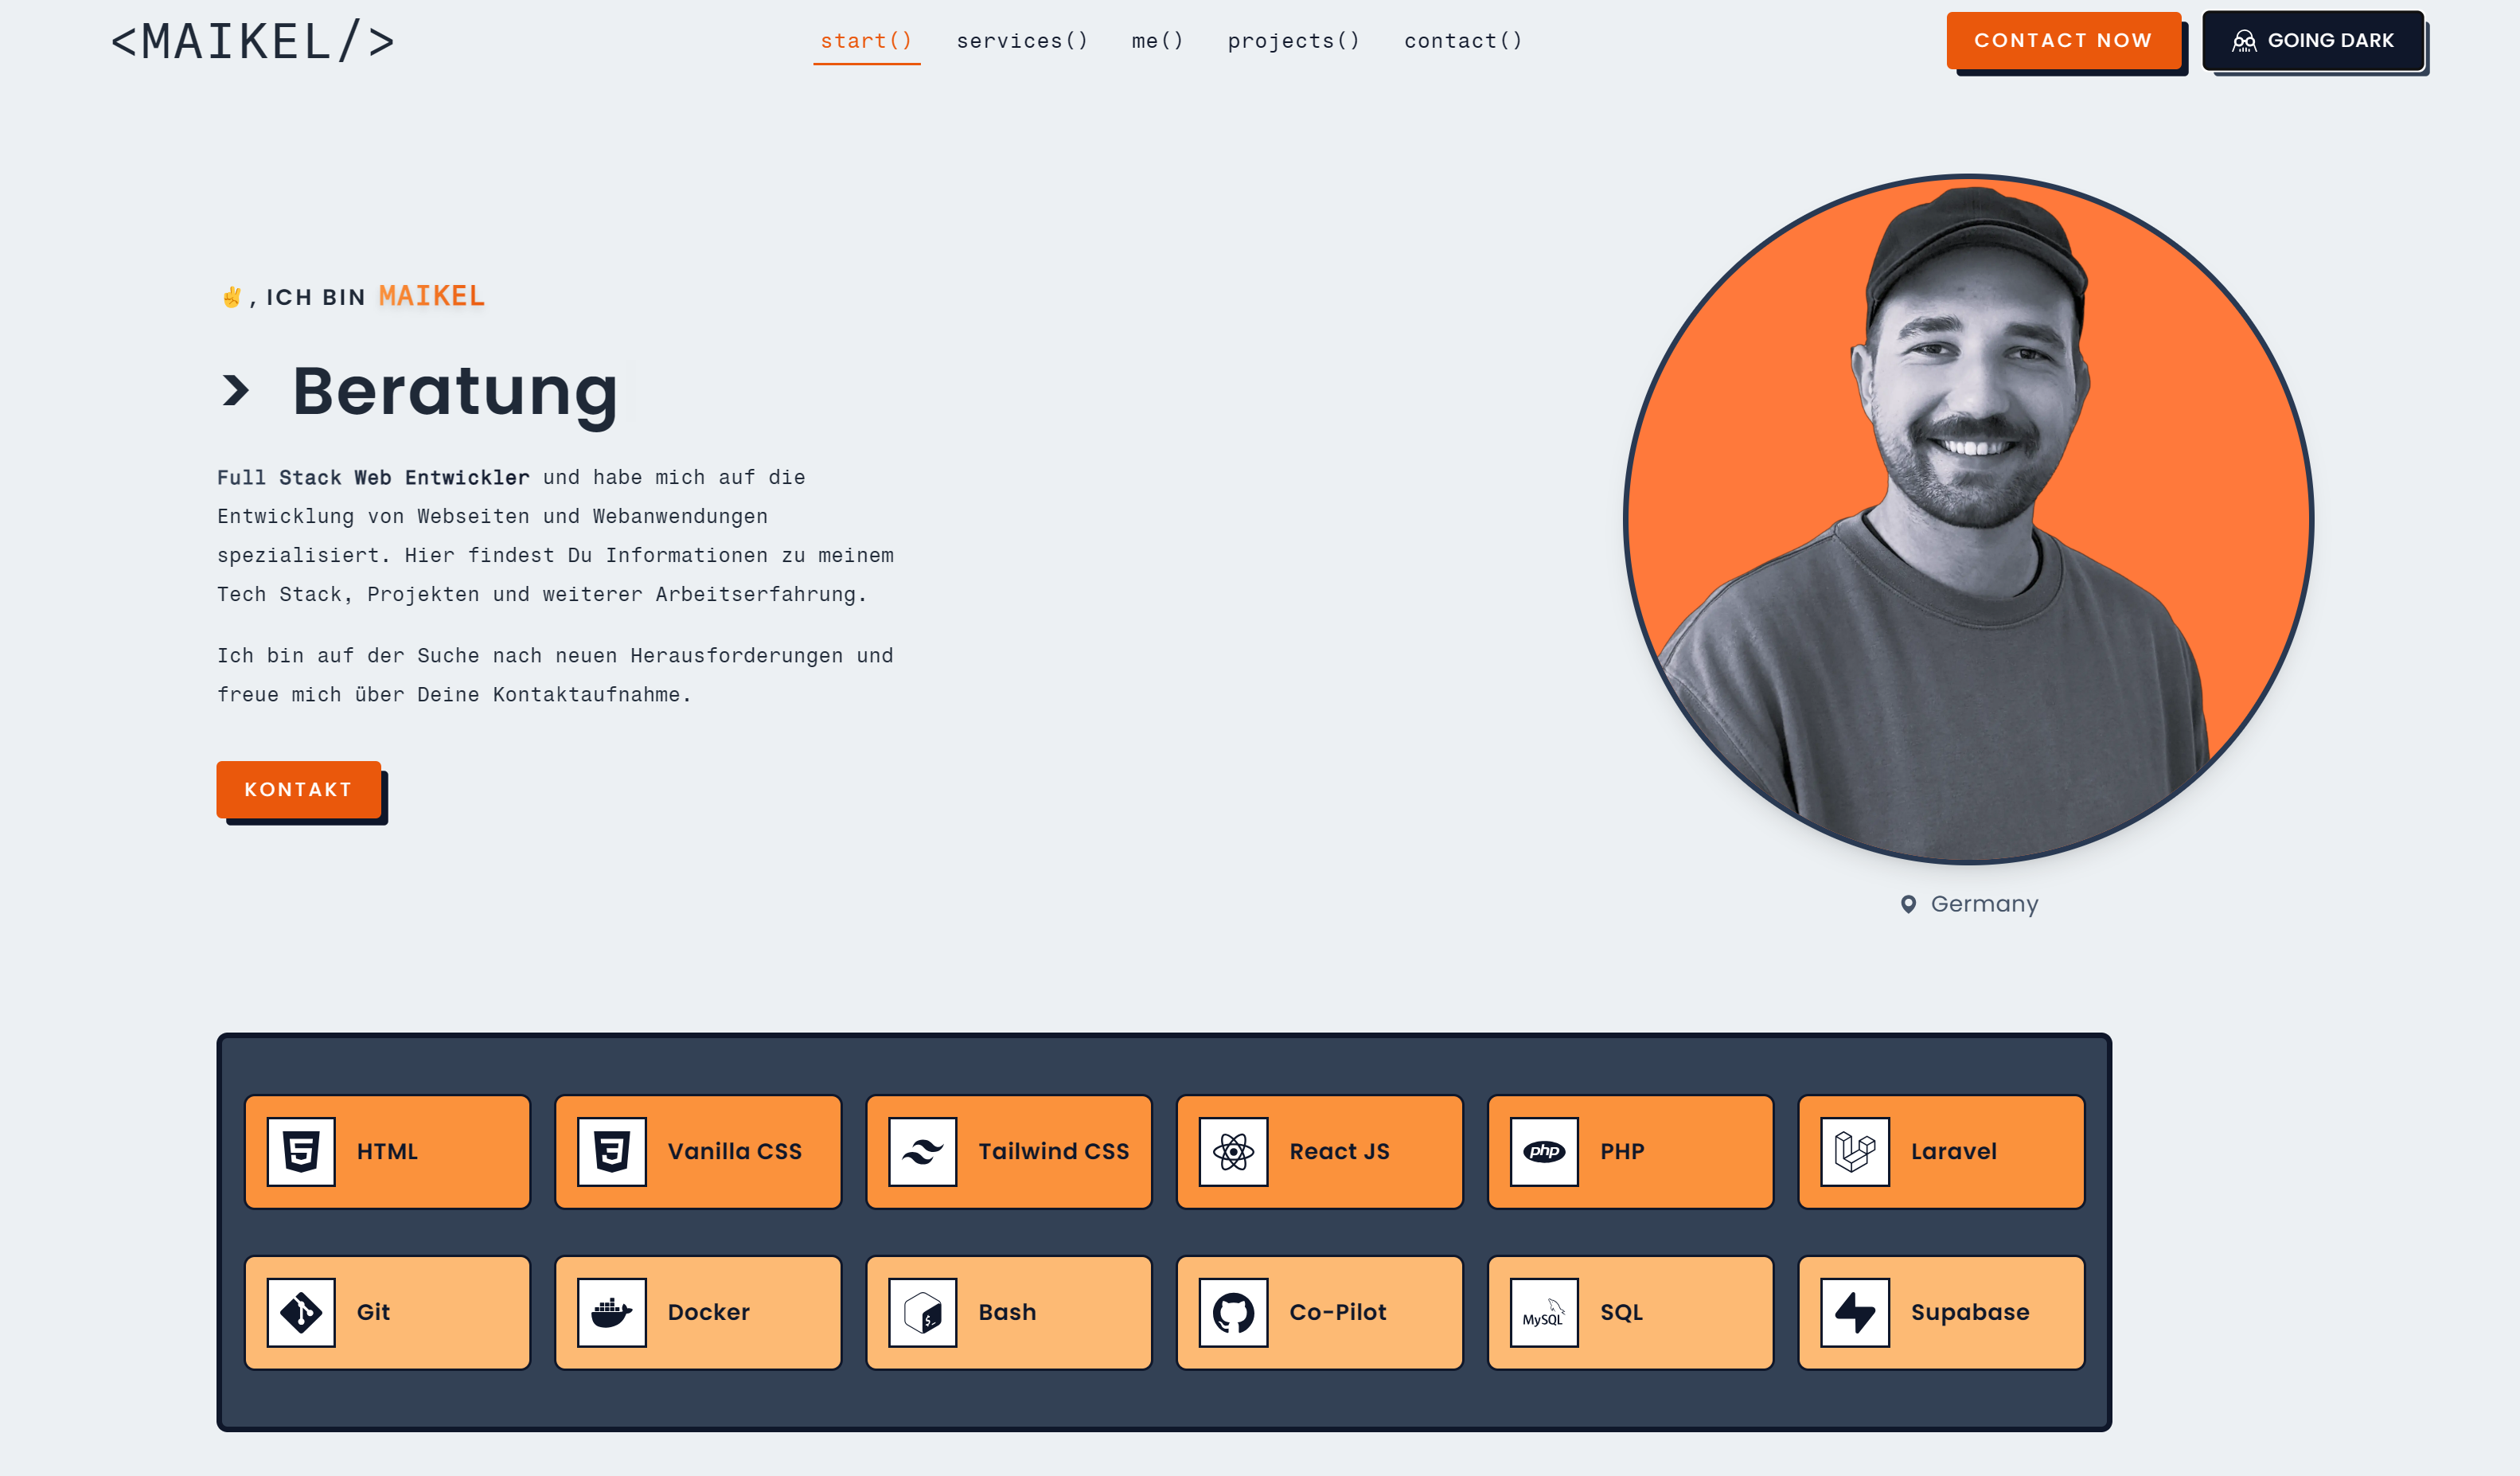 <MAIKEL/>
start() services() me() projects() contact()
CONTACT NOW
GOING DARK
✌, ICH BIN MAIKEL
> Beratung
Full Stack Web Entwickler und habe mich auf die
Entwicklung von Webseiten und Webanwendungen
spezialisiert. Hier findest Du Informationen zu meinem
Tech Stack, Projekten und weiterer Arbeitserfahrung.
Ich bin auf der Suche nach neuen Herausforderungen und
freue mich über Deine Kontaktaufnahme.
KONTAKT
Germany
HTML
Vanilla CSS
Tailwind CSS
React JS
php
PHP
Laravel
Git
Docker
$_
Bash
Co-Pilot
MySQL
SQL
Supabase